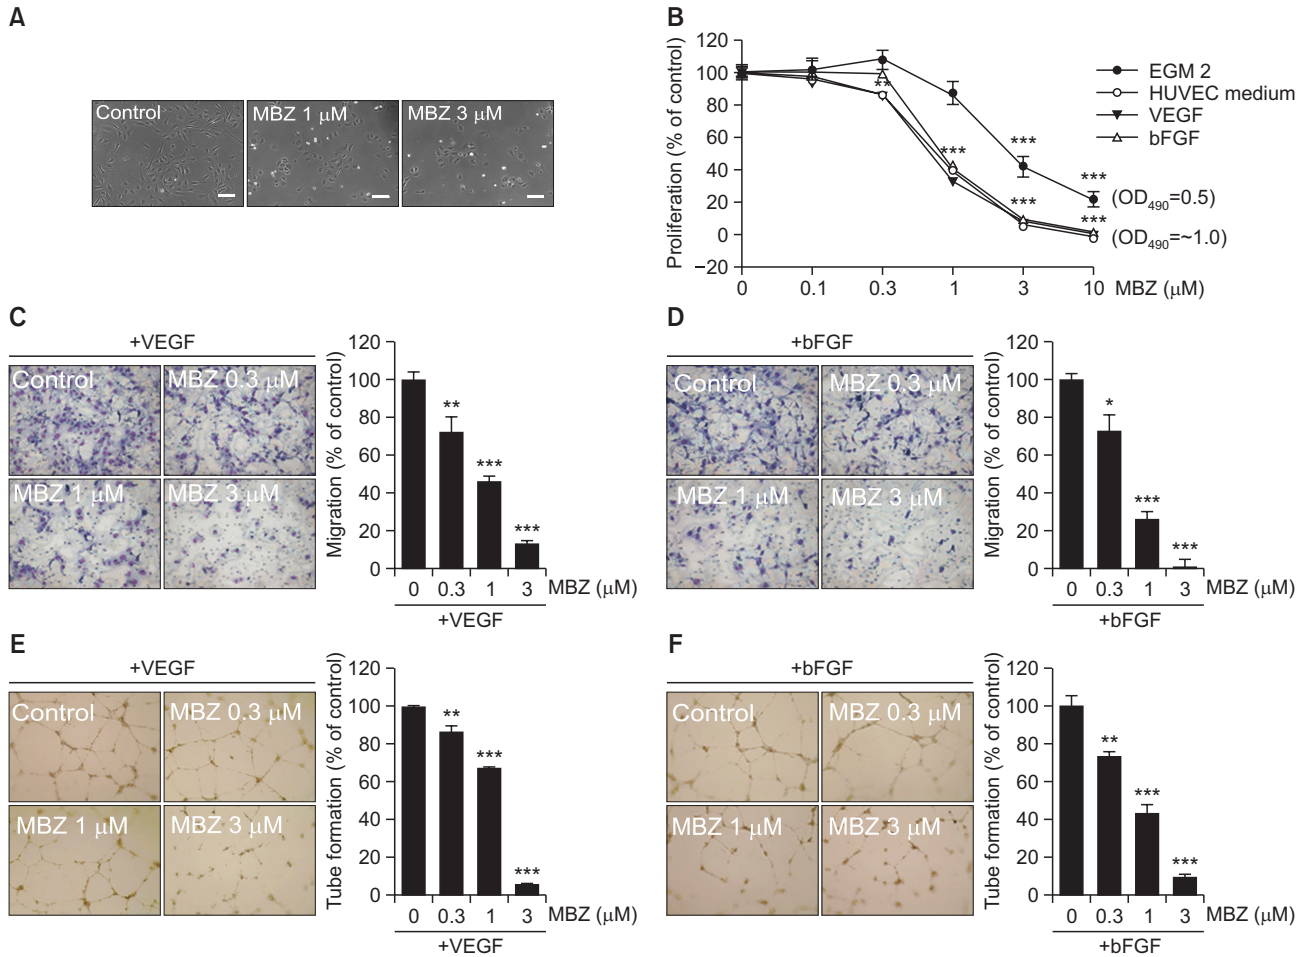 A
Control
MBZ 1 μM
MBZ 3 μM
B
Proliferation (% of control)
120
100
80
60
40
20
0
−20
**
***
***
***
***
***
0
0.1
0.3
1
3
10
MBZ (μM)
EGM 2
HUVEC medium
VEGF
bFGF
(OD490=0.5)
(OD490=~1.0)
C
+VEGF
Control
MBZ 0.3 μM
MBZ 1 μM
MBZ 3 μM
Migration (% of control)
120
100
80
60
40
20
0
**
***
***
0
0.3
1
3
MBZ (μM)
+VEGF
D
+bFGF
Control
MBZ 0.3 μM
MBZ 1 μM
MBZ 3 μM
Migration (% of control)
120
100
80
60
40
20
0
*
***
***
0
0.3
1
3
MBZ (μM)
+bFGF
E
+VEGF
Control
MBZ 0.3 μM
MBZ 1 μM
MBZ 3 μM
Tube formation (% of control)
120
100
80
60
40
20
0
**
***
***
0
0.3
1
3
MBZ (μM)
+VEGF
F
+bFGF
Control
MBZ 0.3 μM
MBZ 1 μM
MBZ 3 μM
Tube formation (% of control)
120
100
80
60
40
20
0
**
***
***
0
0.3
1
3
MBZ (μM)
+bFGF